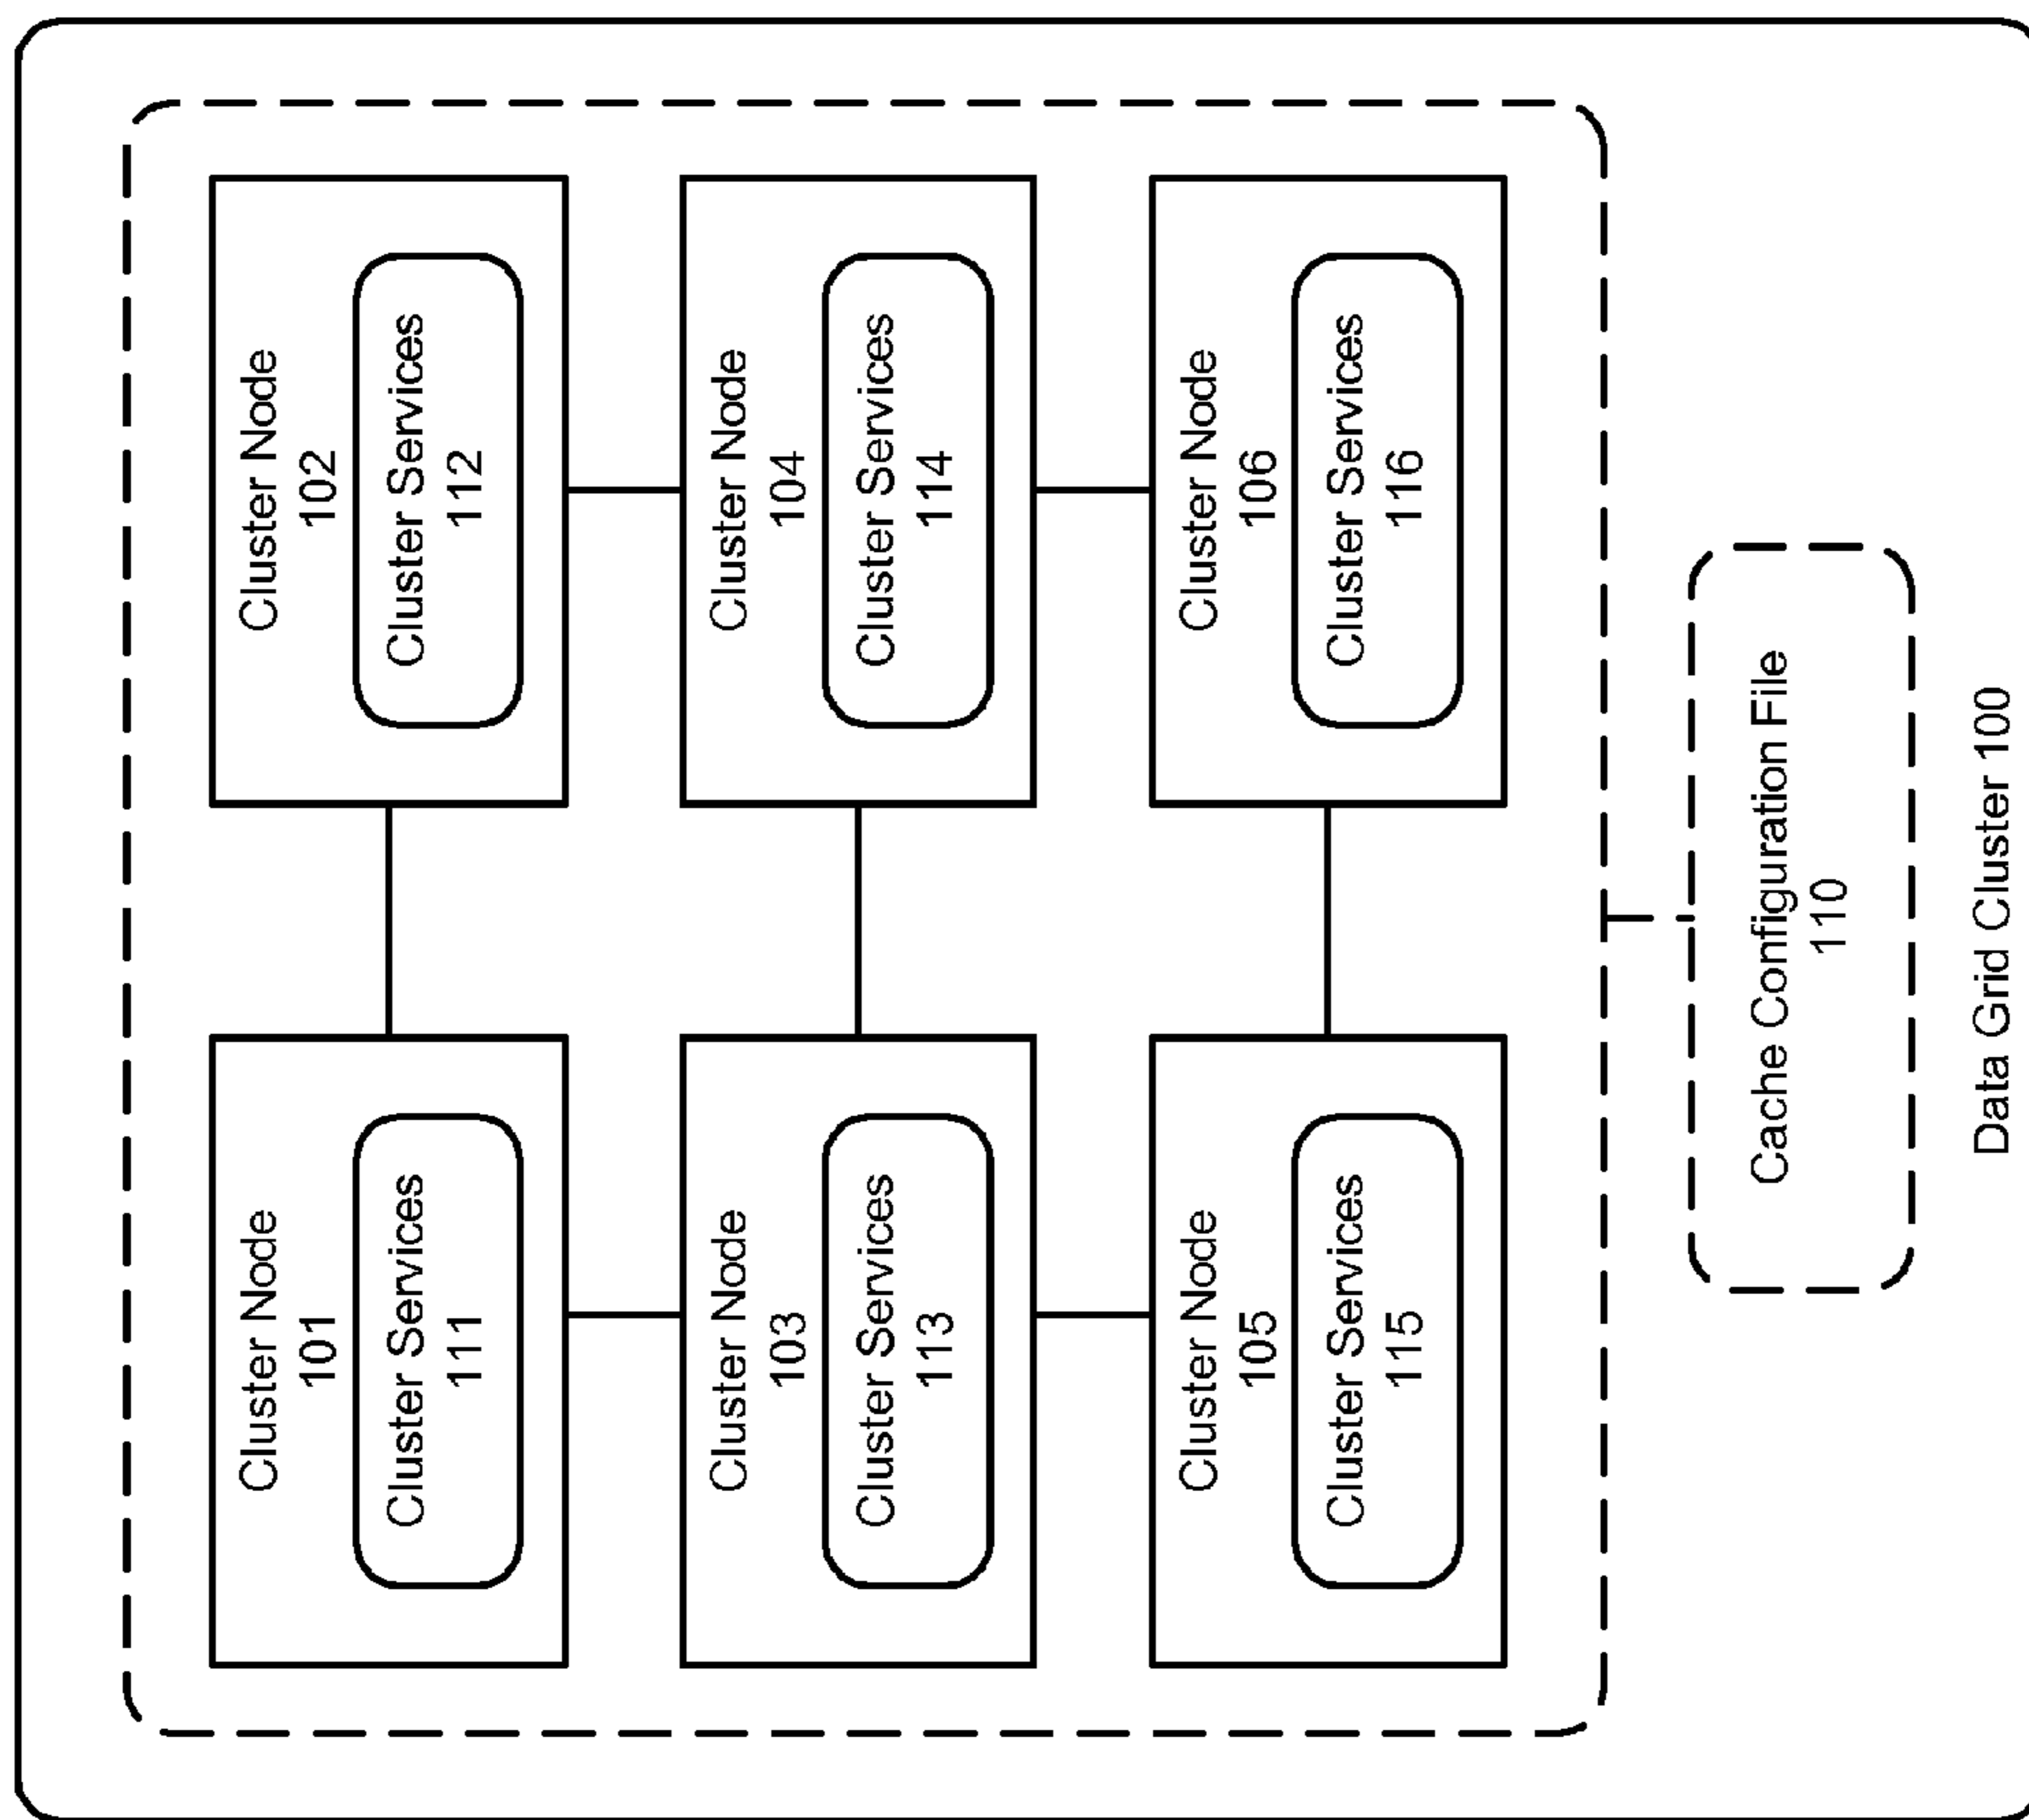 Cluster Node
101
Cluster Services
111
Cluster Node
102
Cluster Services
112
Cluster Node
103
Cluster Services
113
Cluster Node
104
Cluster Services
114
Cluster Node
105
Cluster Services
115
Cluster Node
106
Cluster Services
116
Cache Configuration File
110
Data Grid Cluster 100